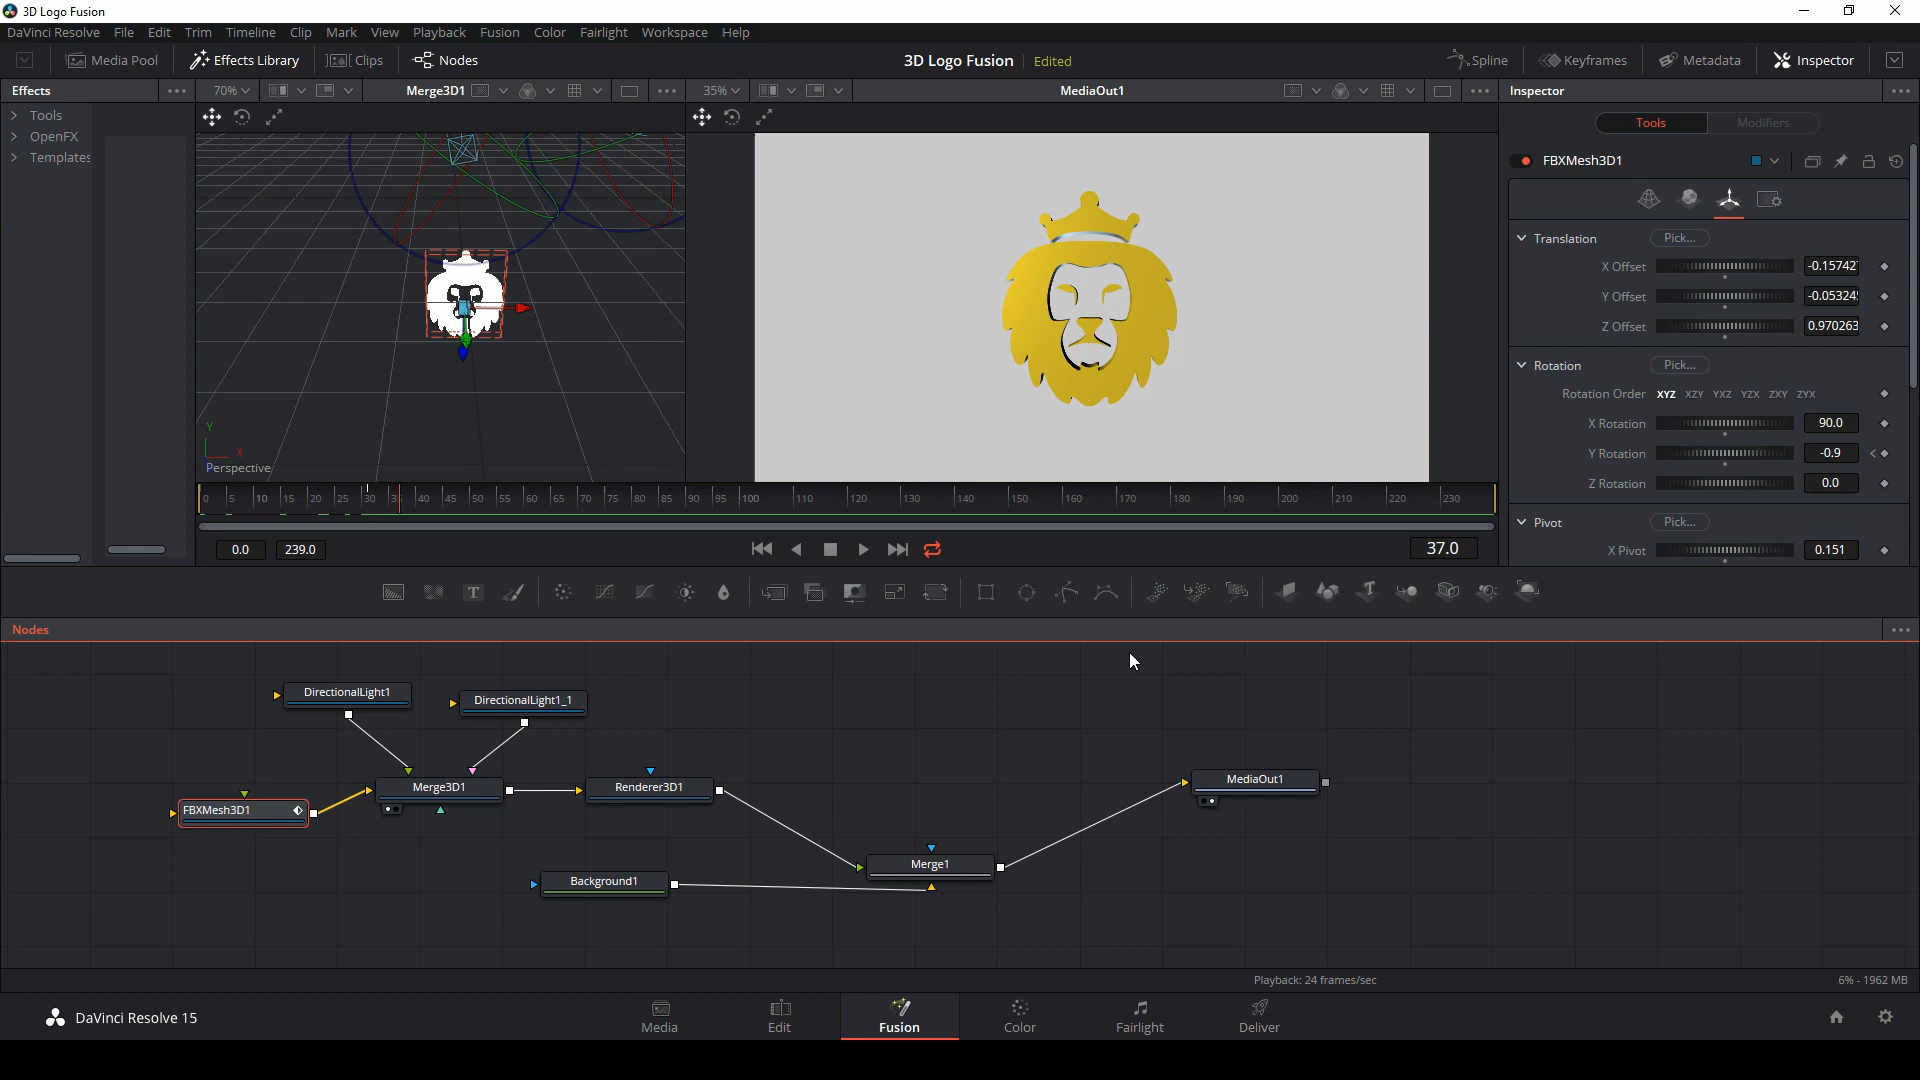 3D Logo Fusion
DaVinci Resolve File Edit Trim Timeline Clip Mark View Playback Fusion Color Fairlight Workspace Help
Media Pool Effects Library Clips Nodes 3D Logo Fusion Edited Spline Keyframes Metadata Inspector
Effects 70% Merge3D1 35% MediaOut1 Inspector
Tools
OpenFX
Templates
Tools Modifiers
FBXMesh3D1
Translation Pick...
X Offset -0.15742
Y Offset -0.05324
Z Offset 0.970263
Rotation Pick...
Rotation Order XYZ XZY YXZ YZX ZXY ZYX
X Rotation 90.0
Y Rotation -0.9
Z Rotation 0.0
Pivot Pick...
X Pivot 0.151
Y
X
Perspective
0 5 10 15 20 25 30 35 40 45 50 55 60 65 70 75 80 85 90 95 100 110 120 130 140 150 160 170 180 190 200 210 220 230
0.0 239.0 37.0
Nodes
DirectionalLight1
DirectionalLight1_1
Merge3D1 Renderer3D1 MediaOut1
FBXMesh3D1
Merge1
Background1
Playback: 24 frames/sec 6% - 1962 MB
DaVinci Resolve 15 Media Edit Fusion Color Fairlight Deliver